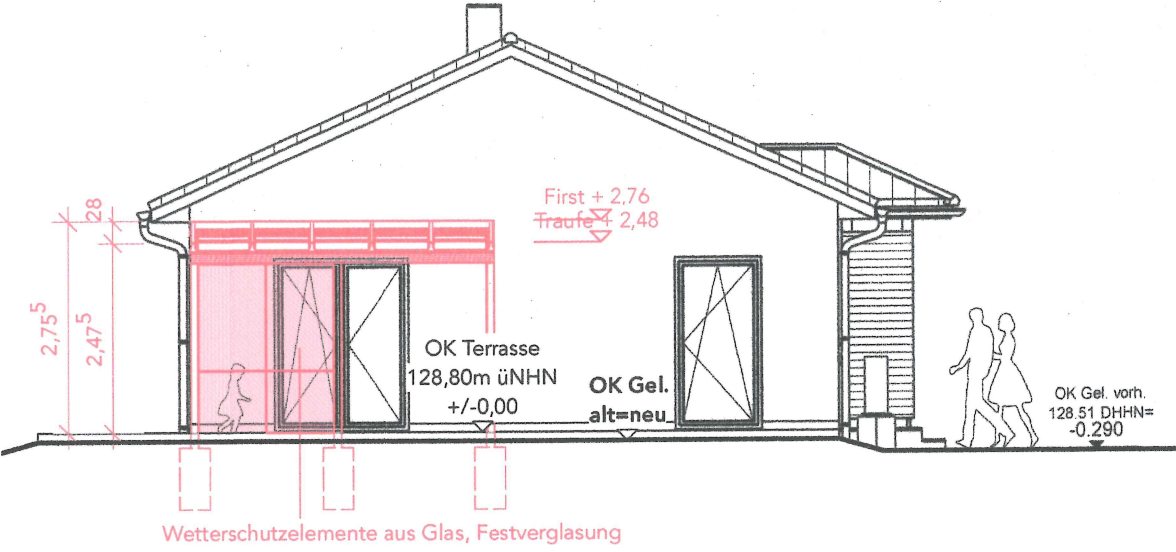 First + 2,76
Traufe + 2,48
28
2,75⁵
2,47⁵
OK Terrasse
128,80m üNHN
+/-0,00
OK Gel.
alt=neu
OK Gel. vorh.
128.51 DHHN=
-0.290
Wetterschutzelemente aus Glas, Festverglasung